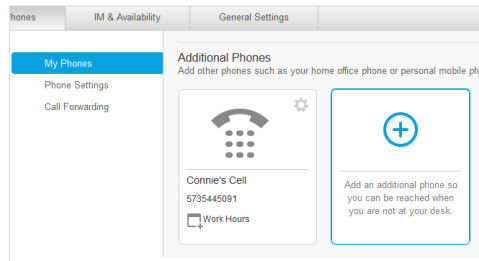 hones
IM & Availability
General Settings
My Phones
Phone Settings
Call Forwarding
Additional Phones
Add other phones such as your home office phone or personal mobile ph
Connie's Cell
5735445091
Work Hours
Add an additional phone so
you can be reached when
you are not at your desk.